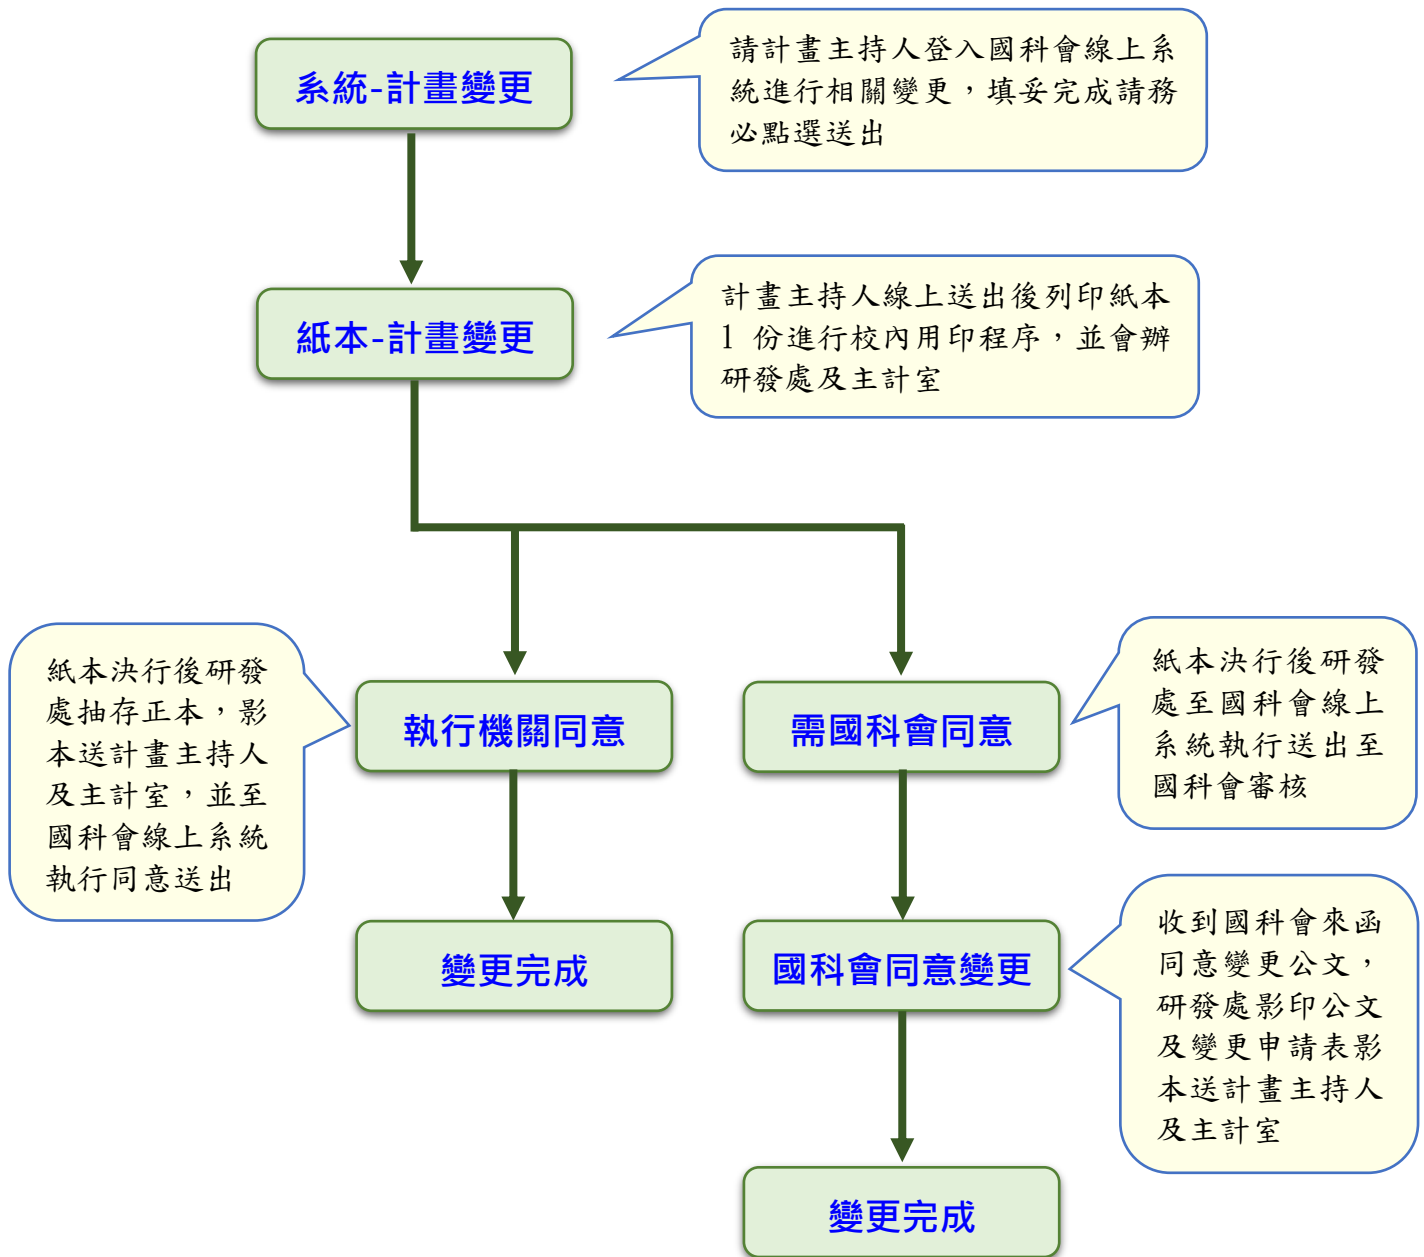 系統-計畫變更
請計畫主持人登入國科會線上系
統進行相關變更，填妥完成請務
必點選送出
紙本-計畫變更
計畫主持人線上送出後列印紙本
1 份進行校內用印程序，並會辦
研發處及主計室
紙本決行後研發
處抽存正本，影
本送計畫主持人
及主計室，並至
國科會線上系統
執行同意送出
執行機關同意
需國科會同意
紙本決行後研發
處至國科會線上
系統執行送出至
國科會審核
變更完成
國科會同意變更
收到國科會來函
同意變更公文，
研發處影印公文
及變更申請表影
本送計畫主持人
及主計室
變更完成